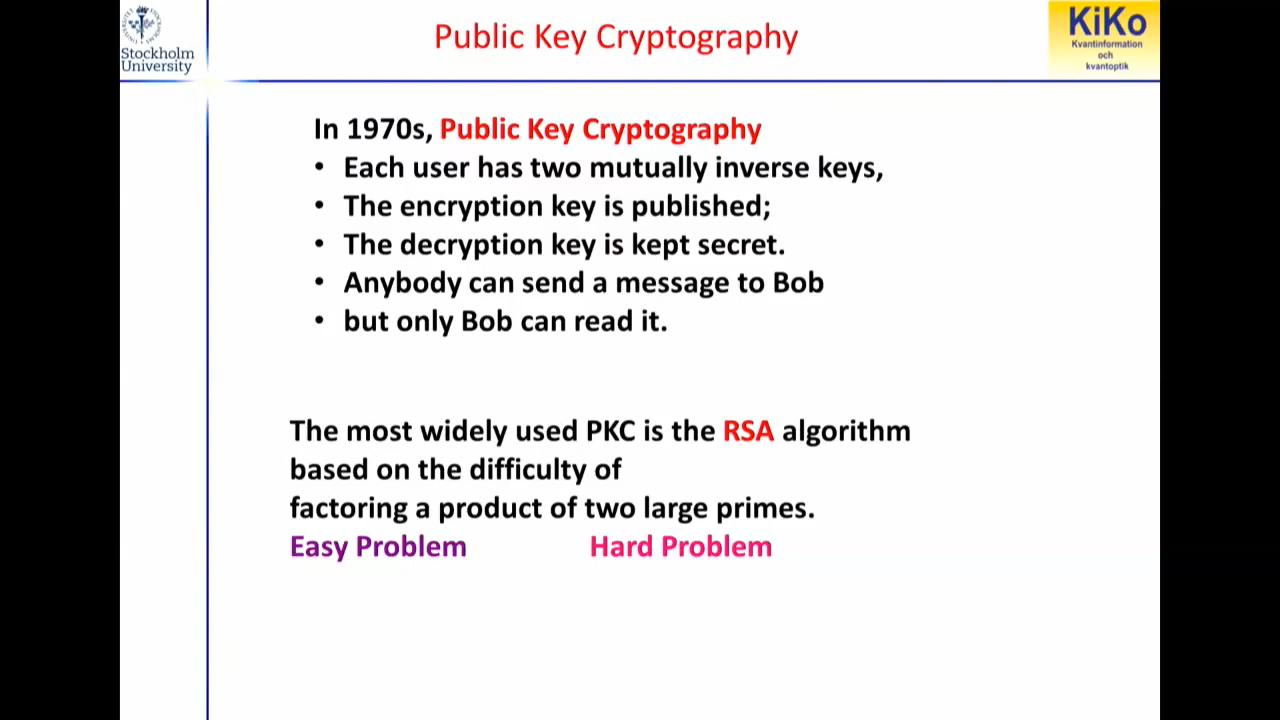 Stockholm
University
Public Key Cryptography
KiKo
Kvantinformation
och
kvantoptik
In 1970s, Public Key Cryptography
• Each user has two mutually inverse keys,
• The encryption key is published;
• The decryption key is kept secret.
• Anybody can send a message to Bob
• but only Bob can read it.
The most widely used PKC is the RSA algorithm
based on the difficulty of
factoring a product of two large primes.
Easy Problem Hard Problem